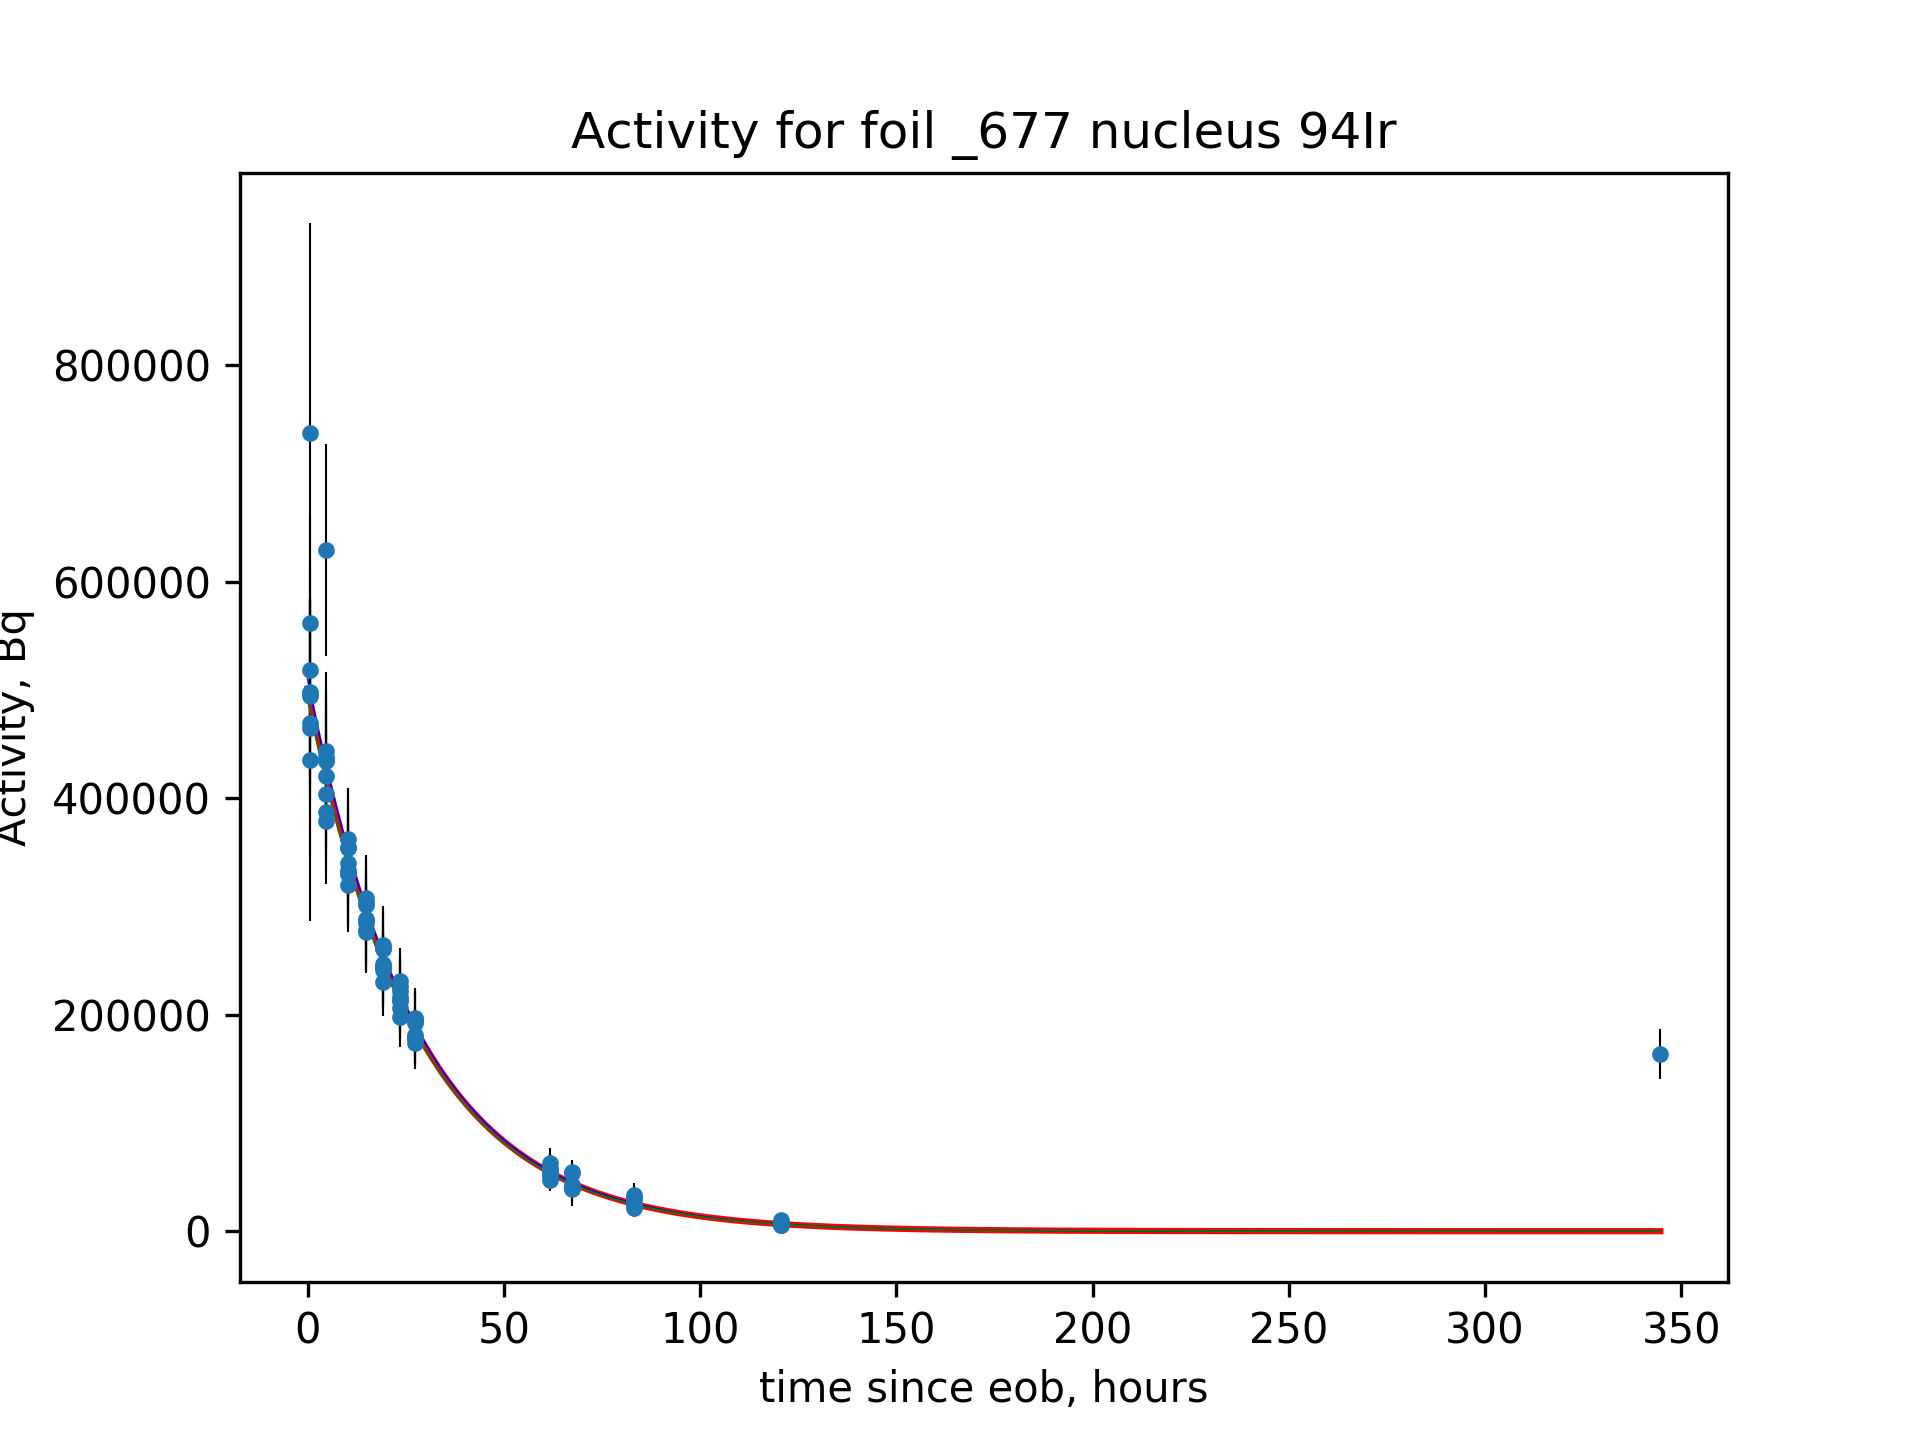 Activity for foil _677 nucleus 94Ir
Activity, Bq
800000
600000
400000
200000
0
0 50 100 150 200 250 300 350
time since eob, hours